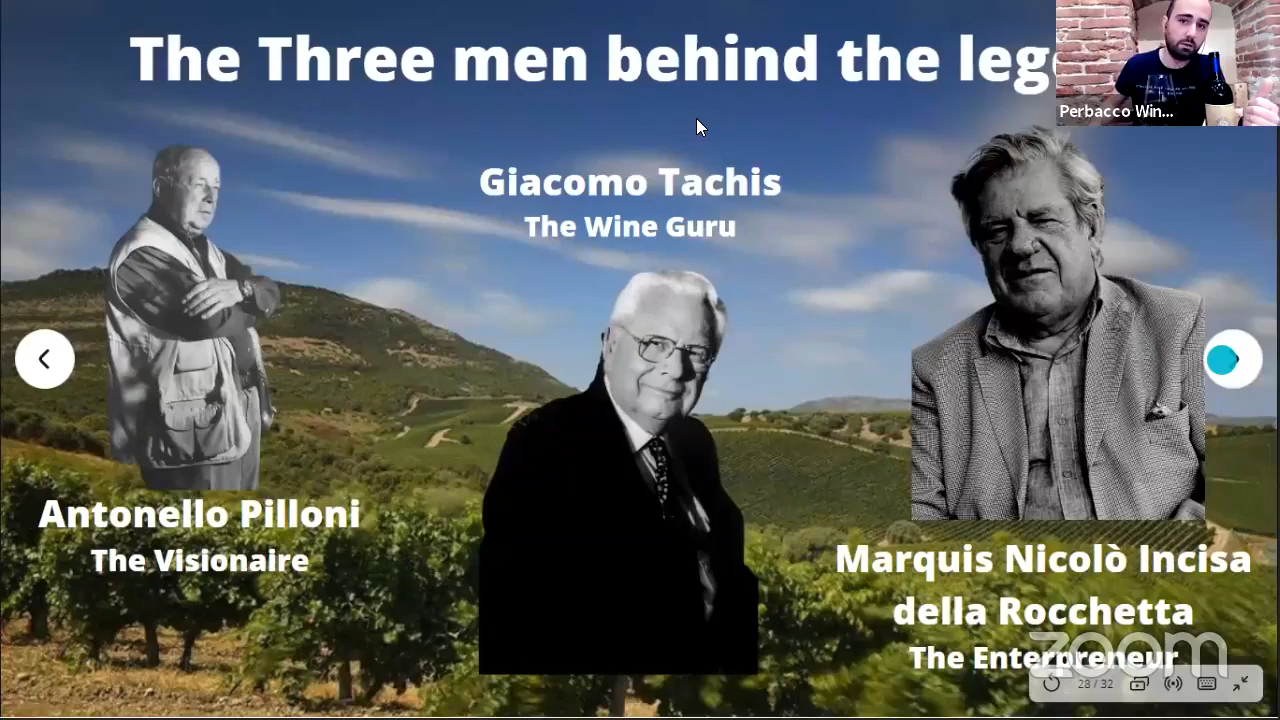 The Three men behind the lege
Perbacco Win...
Giacomo Tachis
The Wine Guru
Antonello Pilloni
The Visionaire
Marquis Nicolò Incisa
della Rocchetta
The Enterpreneur
zoom
28 / 32